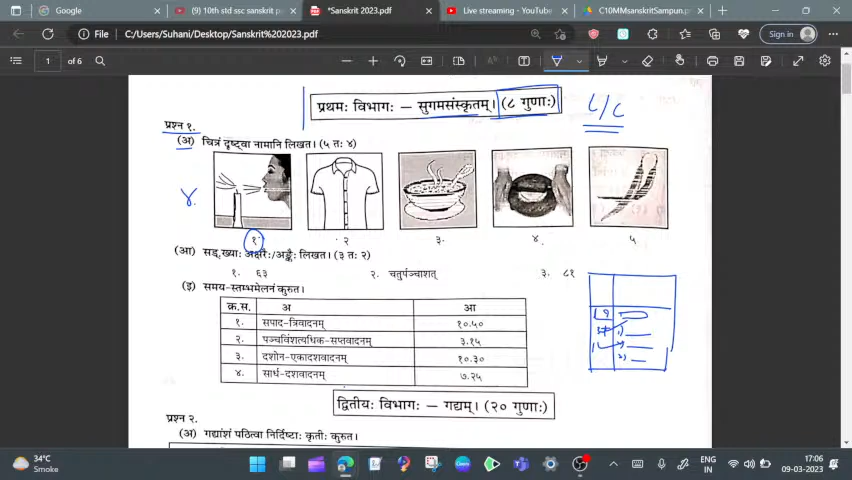 Google
(9) 10th std ssc sanskrit p
*Sanskrit 2023.pdf
Live streaming - YouTube
C10MMsanskritSampun.p
File
C:/Users/Suhani/Desktop/Sanskrit%202023.pdf
Sign in
1 of 6
प्रथमः विभागः – सुगमसंस्कृतम्। (८ गुणाः)
८/८
प्रश्न १.
(अ) चित्रं दृष्ट्वा नामानि लिखत। (५ तः ४)
४
१ २ ३. ४ ५
(आ) सङ्ख्याः अक्षरैः/अङ्कैः लिखत। (३ तः २)
१. ६३ २. चतुःपञ्चाशत् ३. ८१
(इ) समय-स्तम्भमेलनं कुरुत।
क्र.स. अ आ
१. सपाद-त्रिवादनम् १०.५०
२. पञ्चविंशत्यधिक-सप्तवादनम् ३.१५
३. दशोन-एकादशवादनम् १०.३०
४. सार्ध-दशवादनम् ७.२५
द्वितीयः विभागः – गद्यम्। (२० गुणाः)
प्रश्न २.
(अ) गद्यांशं पठित्वा निर्दिष्टाः कृतीः कुरुत।
34°C
Smoke
ENG
IN
17:06
09-03-2023